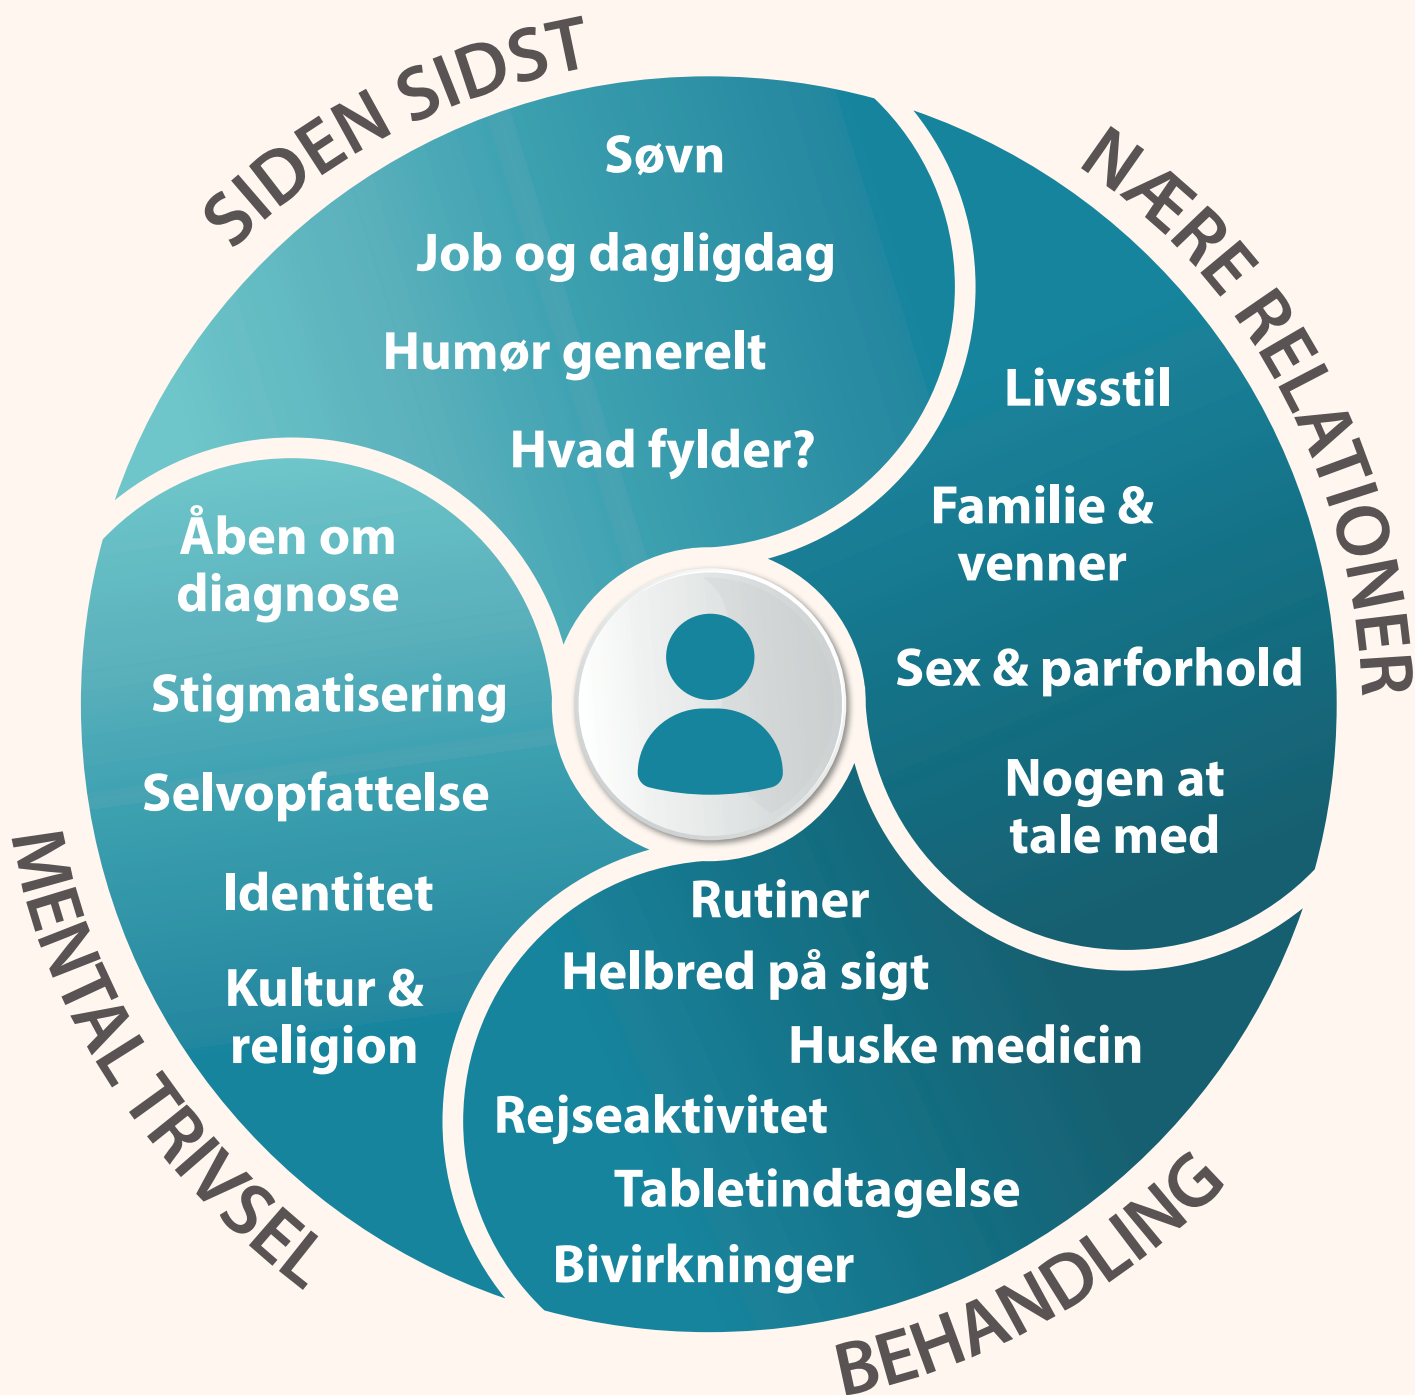 SIDEN SIDST
Søvn
Job og dagligdag
Humør generelt
Hvad fylder?
NÆRE RELATIONER
Livsstil
Familie &
venner
Sex & parforhold
Nogen at
tale med
BEHANDLING
Rutiner
Helbred på sigt
Huske medicin
Rejseaktivitet
Tabletindtagelse
Bivirkninger
MENTAL TRIVSEL
Åben om
diagnose
Stigmatisering
Selvopfattelse
Identitet
Kultur &
religion